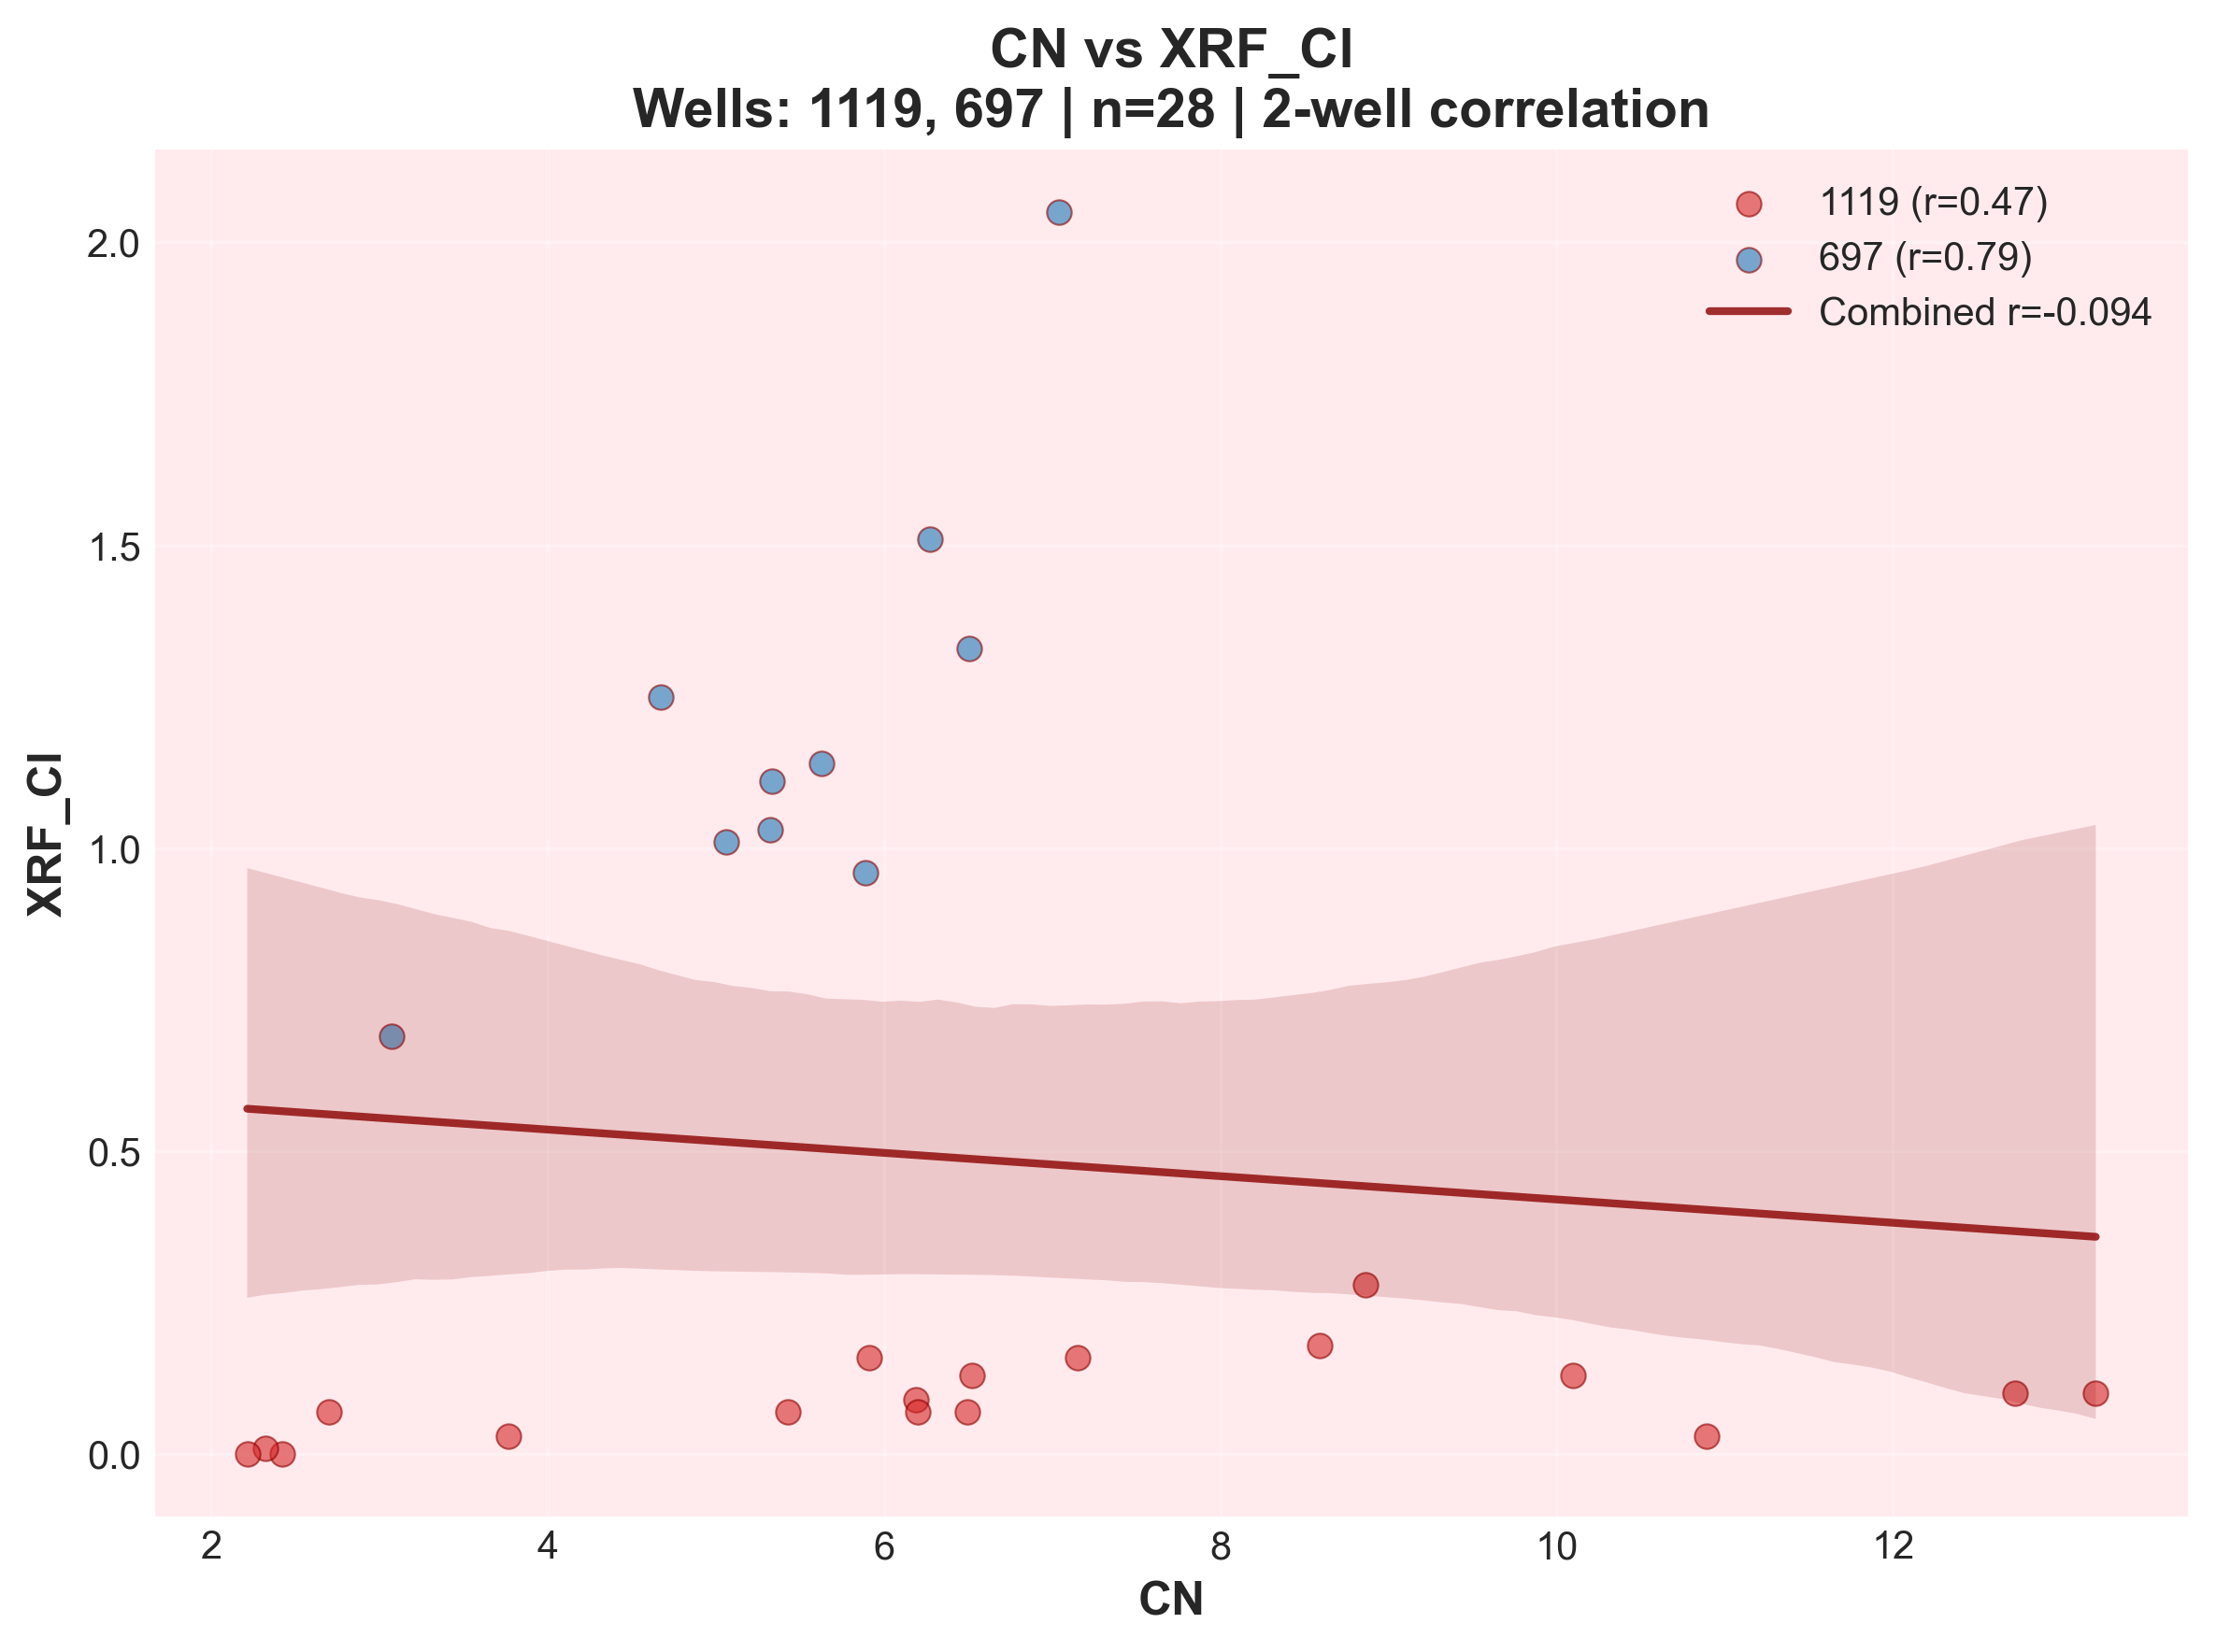 CN vs XRF_Cl
Wells: 1119, 697 | n=28 | 2-well correlation
1119 (r=0.47)
697 (r=0.79)
Combined r=-0.094
XRF_Cl
2.0
1.5
1.0
0.5
0.0
2 4 6 8 10 12
CN